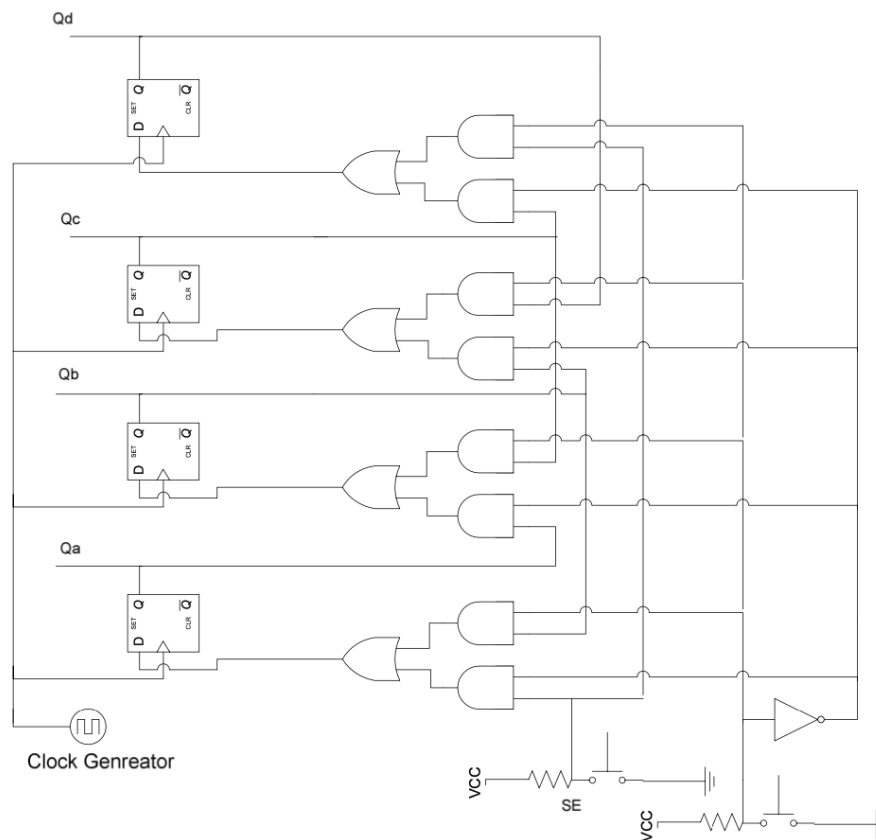 Qd
Q Q
SET CLR
D
Qc
Q Q
SET CLR
D
Qb
Q Q
SET CLR
D
Qa
Q Q
SET CLR
D
Clock Genreator
VCC
SE
VCC